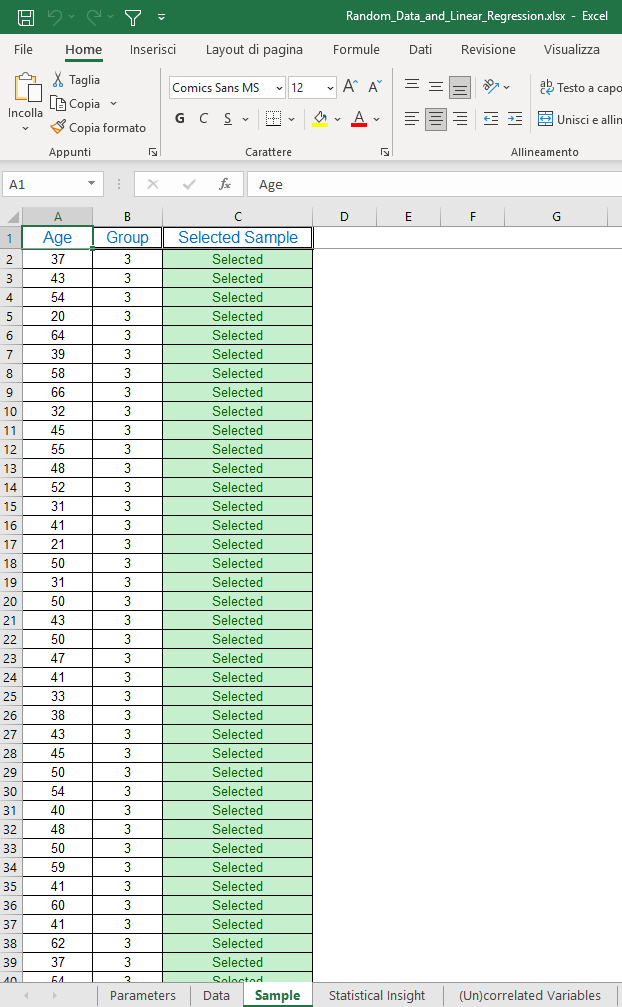 Random_Data_and_Linear_Regression.xlsx - Excel
File Home Inserisci Layout di pagina Formule Dati Revisione Visualizza
Incolla
Taglia
Copia
Copia formato
Appunti
Comics Sans MS 12 A A
G C S A
Carattere
ab Testo a capo
Unisci e allin
Allineamento
A1 fx Age
A B C D E F G
1 Age Group Selected Sample
2 37 3 Selected
3 43 3 Selected
4 54 3 Selected
5 20 3 Selected
6 64 3 Selected
7 39 3 Selected
8 58 3 Selected
9 66 3 Selected
10 32 3 Selected
11 45 3 Selected
12 55 3 Selected
13 48 3 Selected
14 52 3 Selected
15 31 3 Selected
16 41 3 Selected
17 21 3 Selected
18 50 3 Selected
19 31 3 Selected
20 50 3 Selected
21 43 3 Selected
22 50 3 Selected
23 47 3 Selected
24 41 3 Selected
25 33 3 Selected
26 38 3 Selected
27 43 3 Selected
28 45 3 Selected
29 50 3 Selected
30 54 3 Selected
31 40 3 Selected
32 48 3 Selected
33 50 3 Selected
34 59 3 Selected
35 41 3 Selected
36 60 3 Selected
37 41 3 Selected
38 62 3 Selected
39 37 3 Selected
40 64 3 Selected
Parameters Data Sample Statistical Insight (Un)correlated Variables